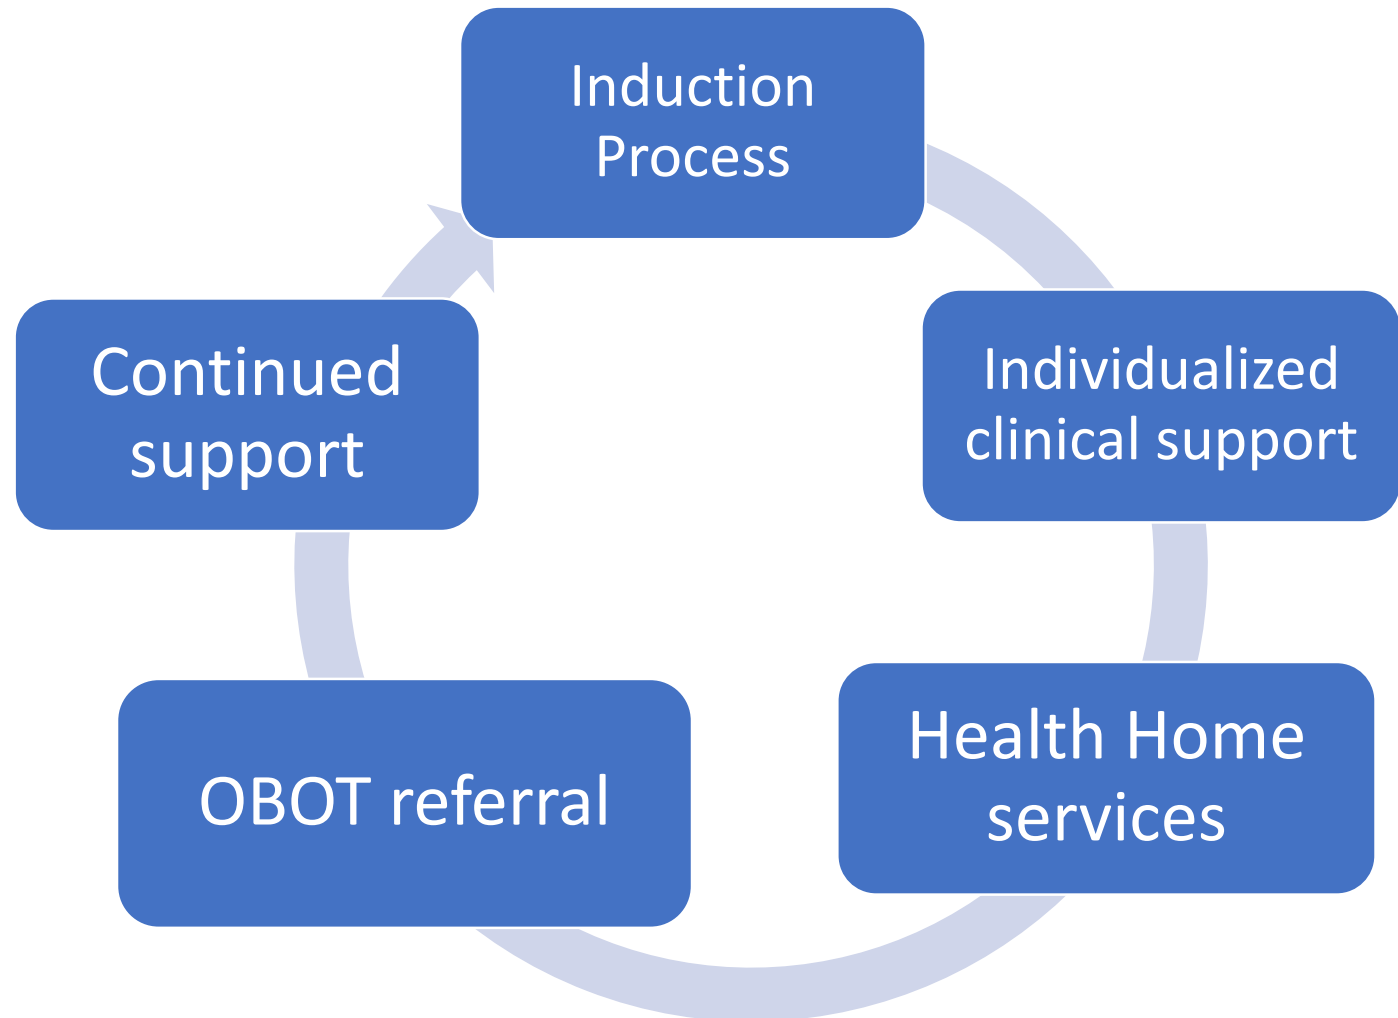 Induction
Process
Individualized
clinical support
Health Home
services
OBOT referral
Continued
support